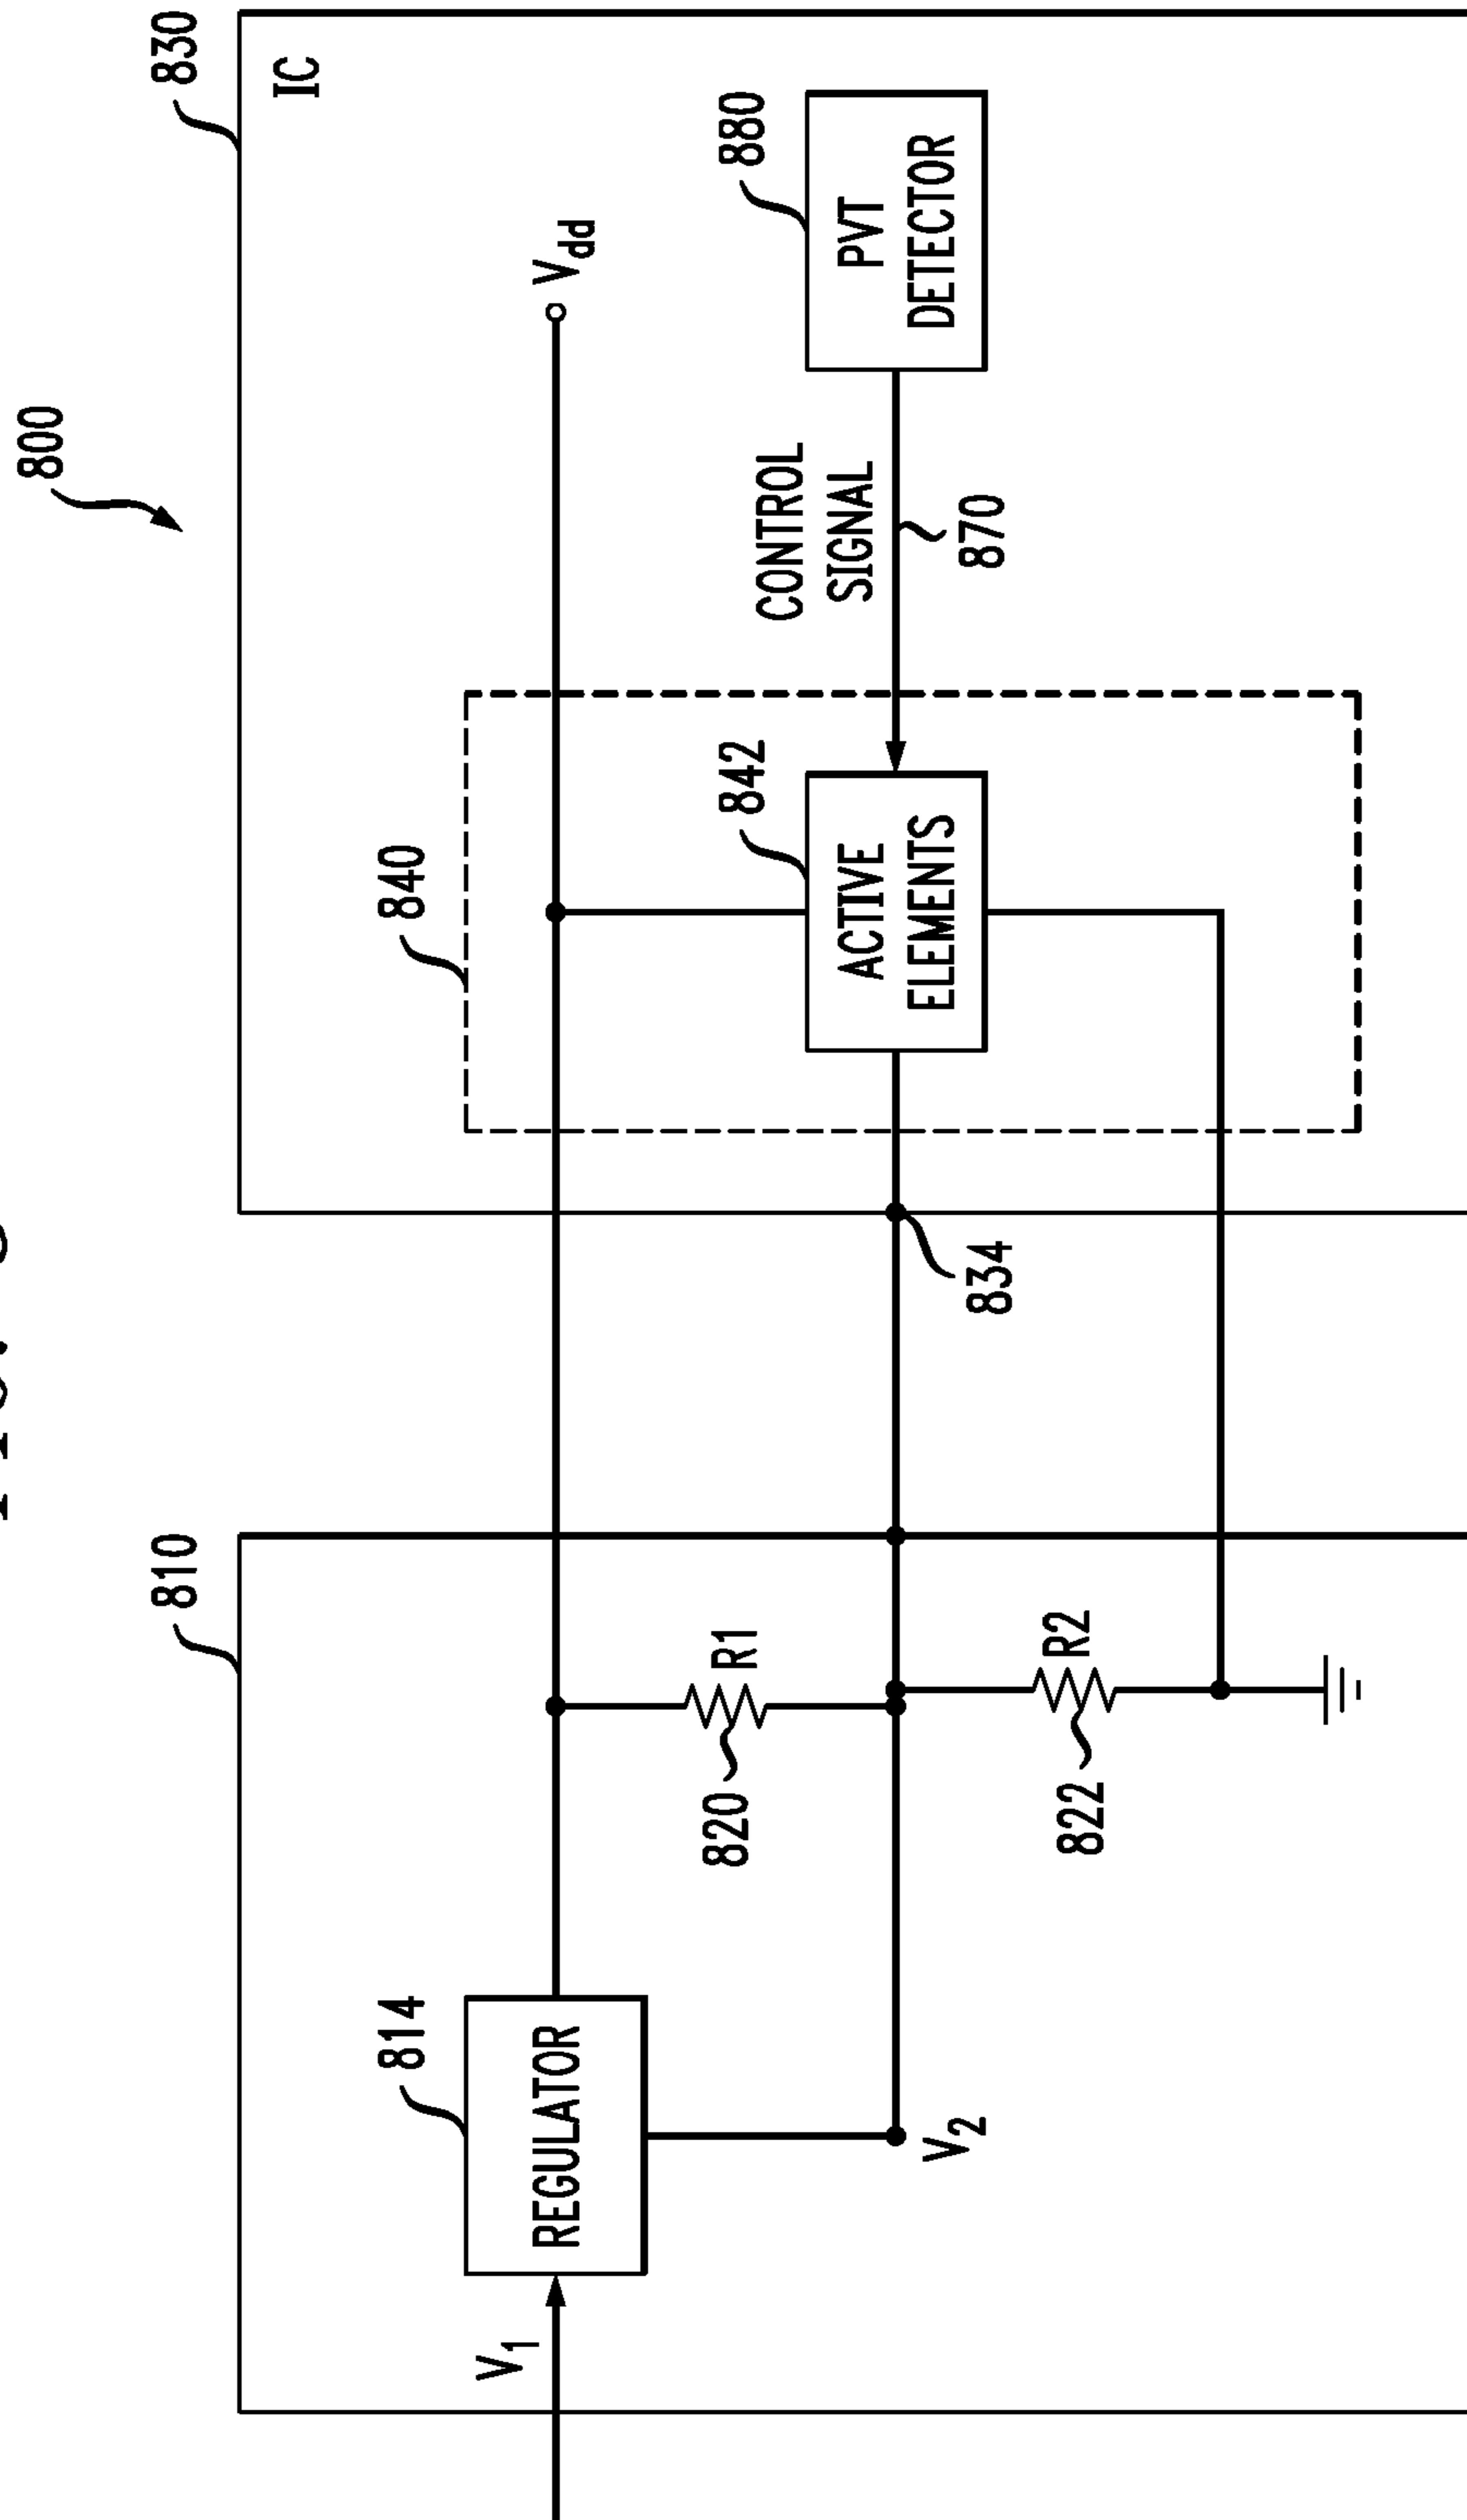 800
810
830
IC
V1
REGULATOR
814
840
Vdd
820
R1
842
ACTIVE
ELEMENTS
CONTROL
SIGNAL
870
880
PVT
DETECTOR
V2
834
822
R2